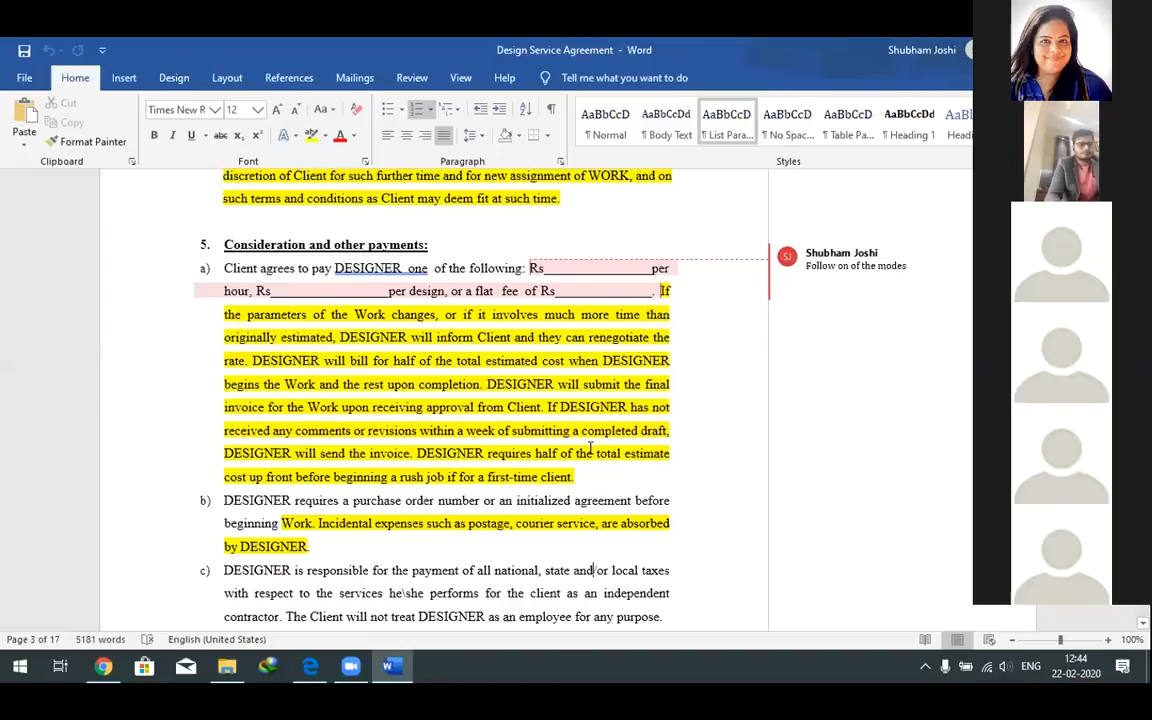 Design Service Agreement - Word
Shubham Joshi
File Home Insert Design Layout References Mailings Review View Help Tell me what you want to do
Cut
Copy
Paste
Format Painter
Clipboard
Times New R 12
Font
Paragraph
AaBbCcD AaBbCcDd AaBbCcD AaBbCcD AaBbCcD AaBbCcDd AaBbC
¶ Normal ¶ Body Text ¶ List Para... ¶ No Spac... ¶ Table Pa... ¶ Heading 1 Headi
Styles
discretion of Client for such further time and for new assignment of WORK, and on
such terms and conditions as Client may deem fit at such time.
5. Consideration and other payments:
a) Client agrees to pay DESIGNER one of the following: Rs____________per
hour, Rs_____________per design, or a flat fee of Rs___________. If
the parameters of the Work changes, or if it involves much more time than
originally estimated, DESIGNER will inform Client and they can renegotiate the
rate. DESIGNER will bill for half of the total estimated cost when DESIGNER
begins the Work and the rest upon completion. DESIGNER will submit the final
invoice for the Work upon receiving approval from Client. If DESIGNER has not
received any comments or revisions within a week of submitting a completed draft,
DESIGNER will send the invoice. DESIGNER requires half of the total estimate
cost up front before beginning a rush job if for a first-time client.
b) DESIGNER requires a purchase order number or an initialized agreement before
beginning Work. Incidental expenses such as postage, courier service, are absorbed
by DESIGNER.
c) DESIGNER is responsible for the payment of all national, state and/or local taxes
with respect to the services he\she performs for the client as an independent
contractor. The Client will not treat DESIGNER as an employee for any purpose.
SJ Shubham Joshi
Follow on of the modes
Page 3 of 17 5181 words English (United States) 100%
ENG
12:44
22-02-2020